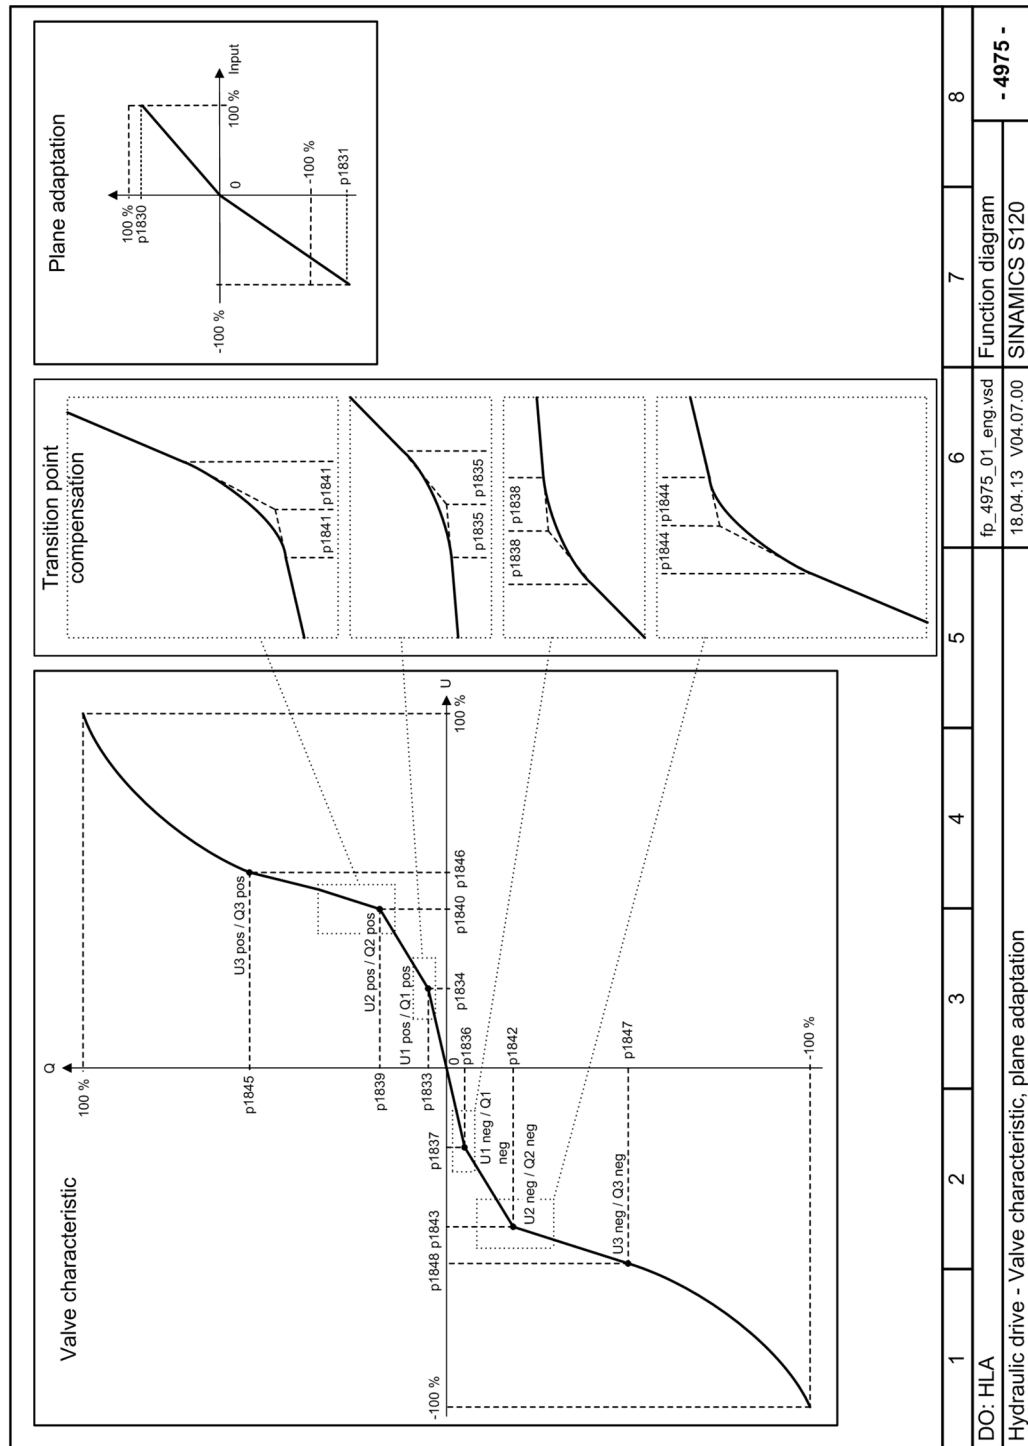 Valve characteristic
Q
100 %
p1845
p1839
p1833
U3 pos / Q3 pos
U2 pos / Q2 pos
U1 pos / Q1 pos
U
100 %
p1834
p1840
p1846
0
-100 %
p1848
p1843
p1837
p1836
p1842
p1847
-100 %
U1 neg / Q1
neg
U2 neg / Q2 neg
U3 neg / Q3 neg
Transition point
compensation
p1841
p1841
p1835
p1835
p1838
p1838
p1844
p1844
Plane adaptation
100 %
p1830
Input
100 %
0
-100 %
-100 %
p1831
1
2
3
4
5
6
7
8
DO: HLA
fp_4975_01_eng.vsd
Function diagram
- 4975 -
Hydraulic drive - Valve characteristic, plane adaptation
18.04.13 V04.07.00
SINAMICS S120